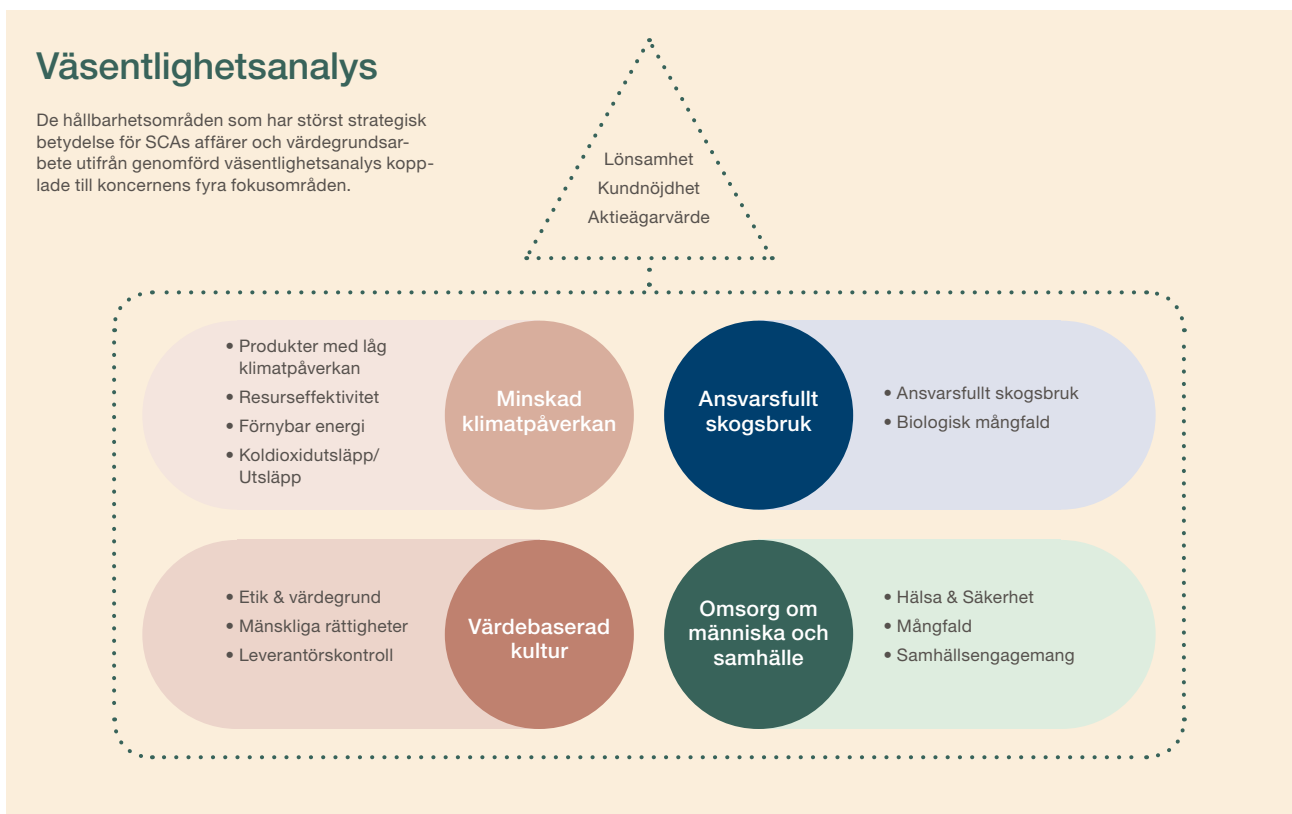 Väsentlighetsanalys
De hållbarhetsområden som har störst strategisk
betydelse för SCAs affärer och värdegrundsar-
bete utifrån genomförd väsentlighetsanalys kopp-
lade till koncernens fyra fokusområden.
Lönsamhet
Kundnöjdhet
Aktieägarvärde
• Produkter med låg
klimatpåverkan
• Resurseffektivitet
• Förnybar energi
• Koldioxidutsläpp/
Utsläpp
Minskad
klimatpåverkan
Ansvarsfullt
skogsbruk
• Ansvarsfullt skogsbruk
• Biologisk mångfald
• Etik & värdegrund
• Mänskliga rättigheter
• Leverantörskontroll
Värdebaserad
kultur
Omsorg om
människa och
samhälle
• Hälsa & Säkerhet
• Mångfald
• Samhällsengagemang